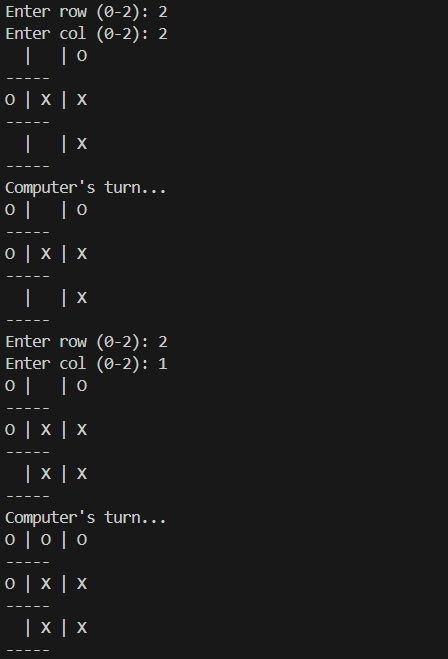 Enter row (0-2): 2
Enter col (0-2): 2
  |   | O
-----
O | X | X
-----
  |   | X
-----
Computer's turn...
O |   | O
-----
O | X | X
-----
  |   | X
-----
Enter row (0-2): 2
Enter col (0-2): 1
O |   | O
-----
O | X | X
-----
  | X | X
-----
Computer's turn...
O | O | O
-----
O | X | X
-----
  | X | X
-----